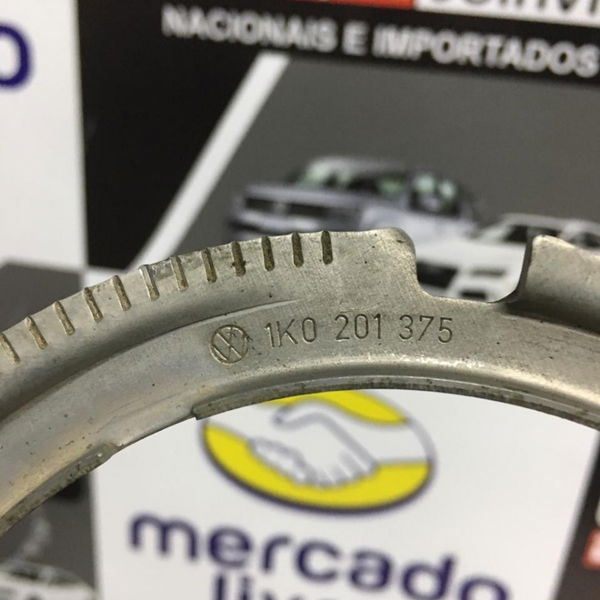 NACIONAIS E IMPORTADOS
1K0 201 375
mercado